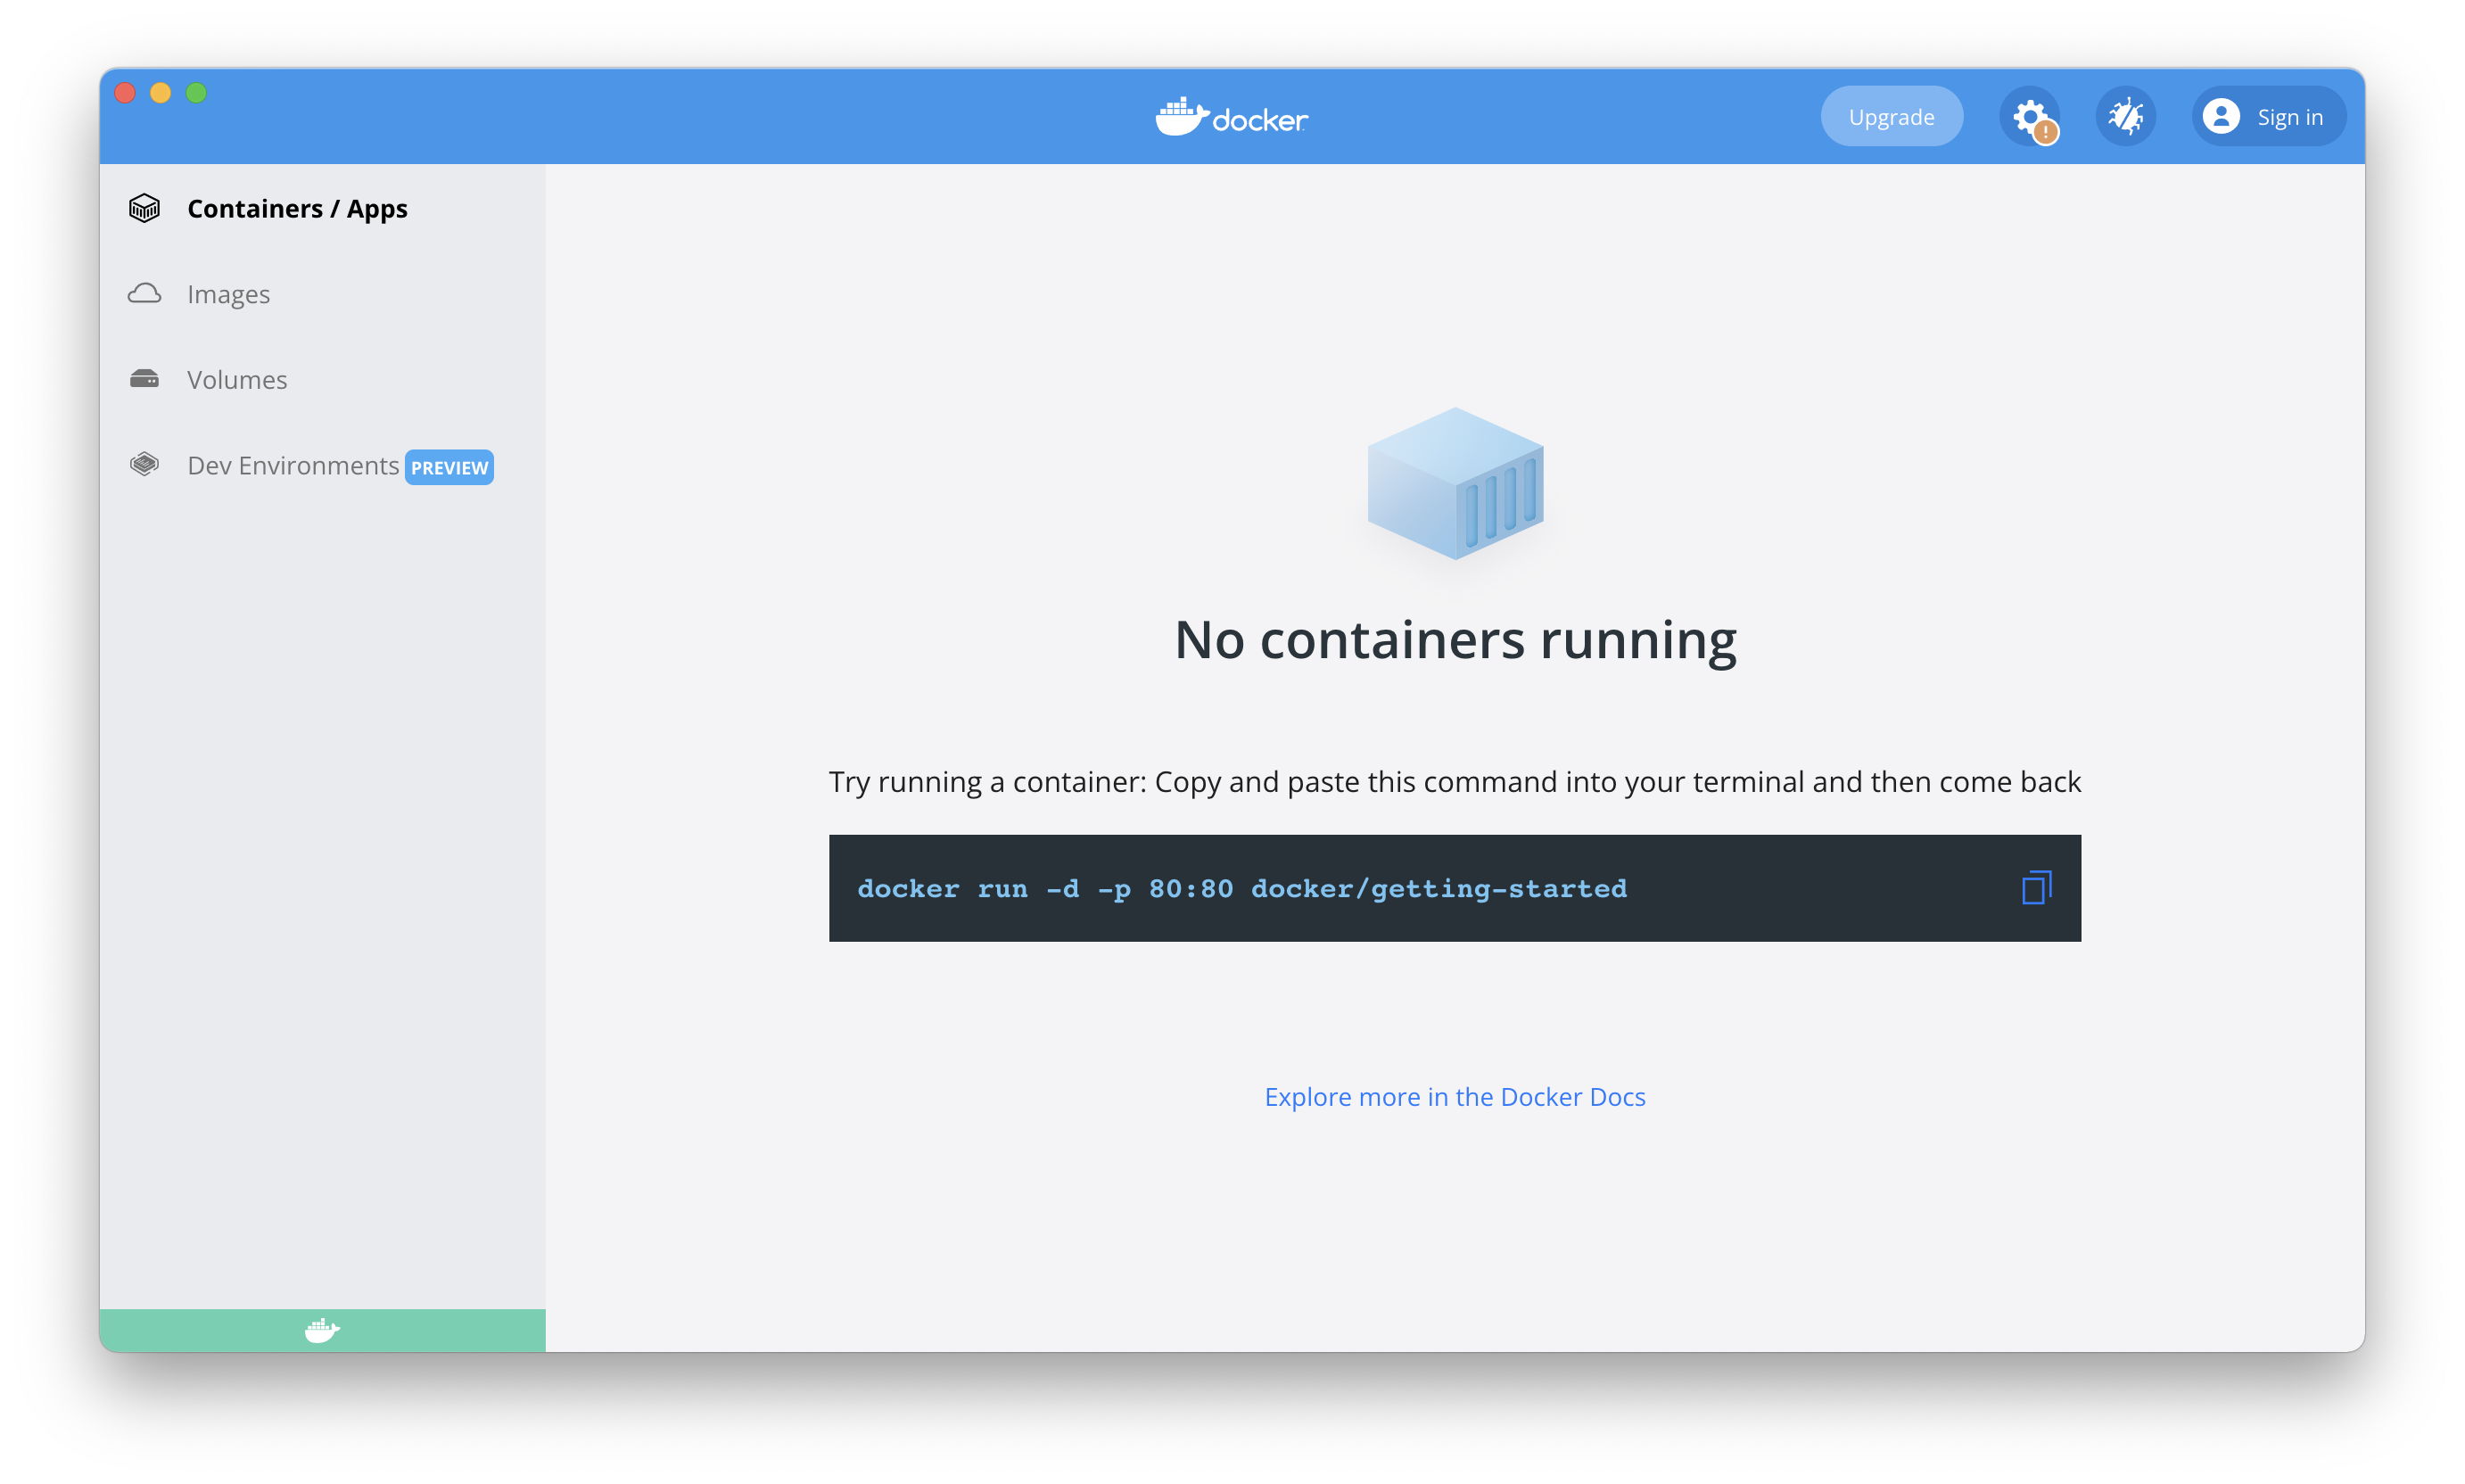 docker
Upgrade
Sign in
Containers / Apps
Images
Volumes
Dev Environments PREVIEW
No containers running
Try running a container: Copy and paste this command into your terminal and then come back
docker run -d -p 80:80 docker/getting-started
Explore more in the Docker Docs